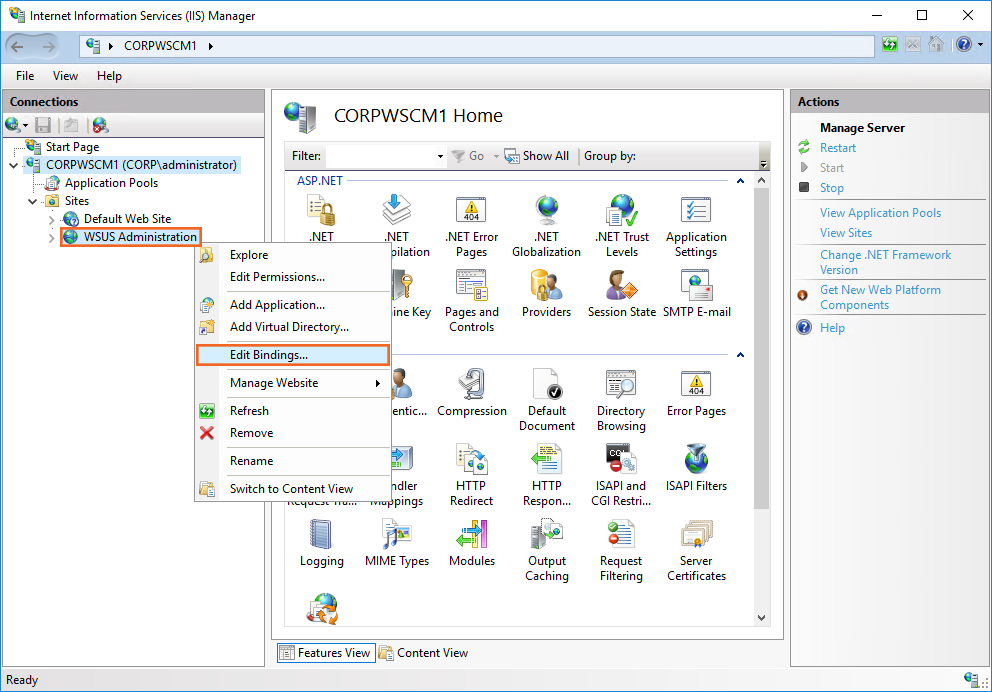 Internet Information Services (IIS) Manager
CORPWSCM1
File View Help
Connections
Start Page
CORPWSCM1 (CORP\administrator)
Application Pools
Sites
Default Web Site
WSUS Administration
Explore
Edit Permissions...
Add Application...
Add Virtual Directory...
Edit Bindings...
Manage Website
Refresh
Remove
Rename
Switch to Content View
CORPWSCM1 Home
Filter: Go Show All Group by:
ASP.NET
.NET
.NET
pilation
.NET Error
Pages
404
.NET
Globalization
.NET Trust
Levels
Application
Settings
ine Key
Pages and
Controls
Providers
Session State
SMTP E-mail
entic...
Compression
Default
Document
Directory
Browsing
404
Error Pages
Request Tra...
ndler
Mappings
HTTP
Redirect
HTTP
Respon...
CGI
ISAPI and
CGI Restri...
ISAPI Filters
Logging
MIME Types
Modules
Output
Caching
Request
Filtering
Server
Certificates
Features View Content View
Actions
Manage Server
Restart
Start
Stop
View Application Pools
View Sites
Change .NET Framework
Version
Get New Web Platform
Components
Help
Ready